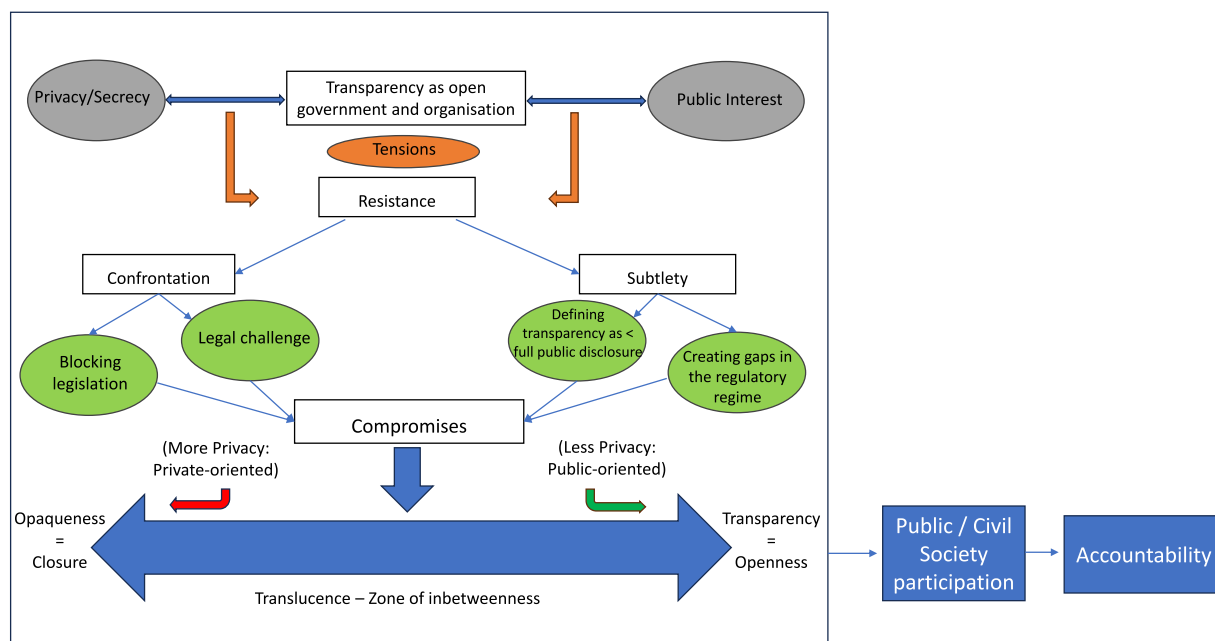 Privacy/Secrecy
Transparency as open
government and organisation
Public Interest
Tensions
Resistance
Confrontation
Subtlety
Blocking
legislation
Legal challenge
Defining
transparency as <
full public disclosure
Creating gaps in
the regulatory
regime
Compromises
(More Privacy:
Private-oriented)
(Less Privacy:
Public-oriented)
Opaqueness
=
Closure
Transparency
=
Openness
Translucence – Zone of inbetweenness
Public / Civil
Society
participation
Accountability